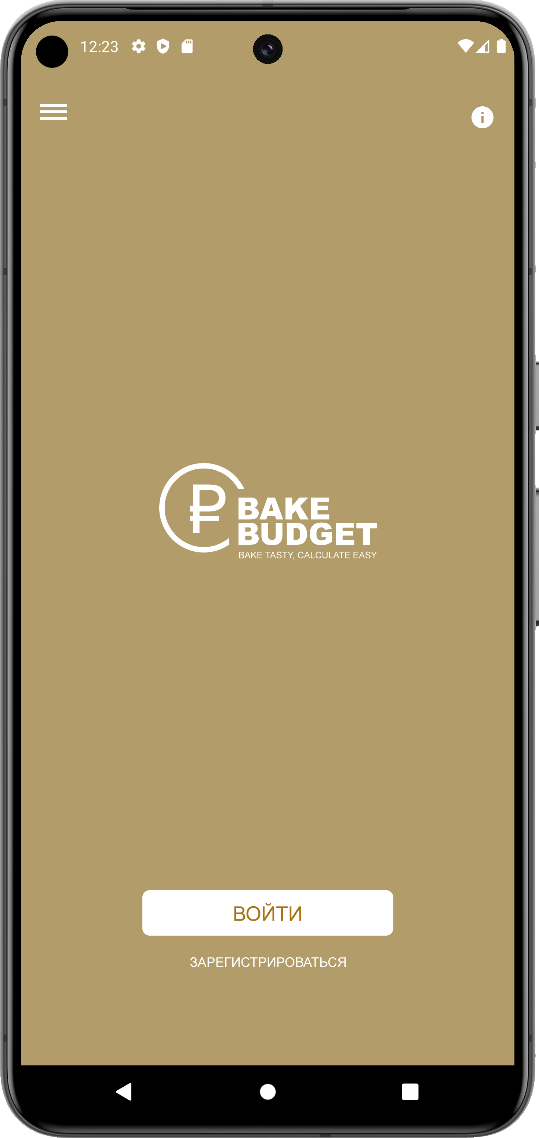 12:23
₽ BAKE
BUDGET
BAKE TASTY, CALCULATE EASY
ВОЙТИ
ЗАРЕГИСТРИРОВАТЬСЯ